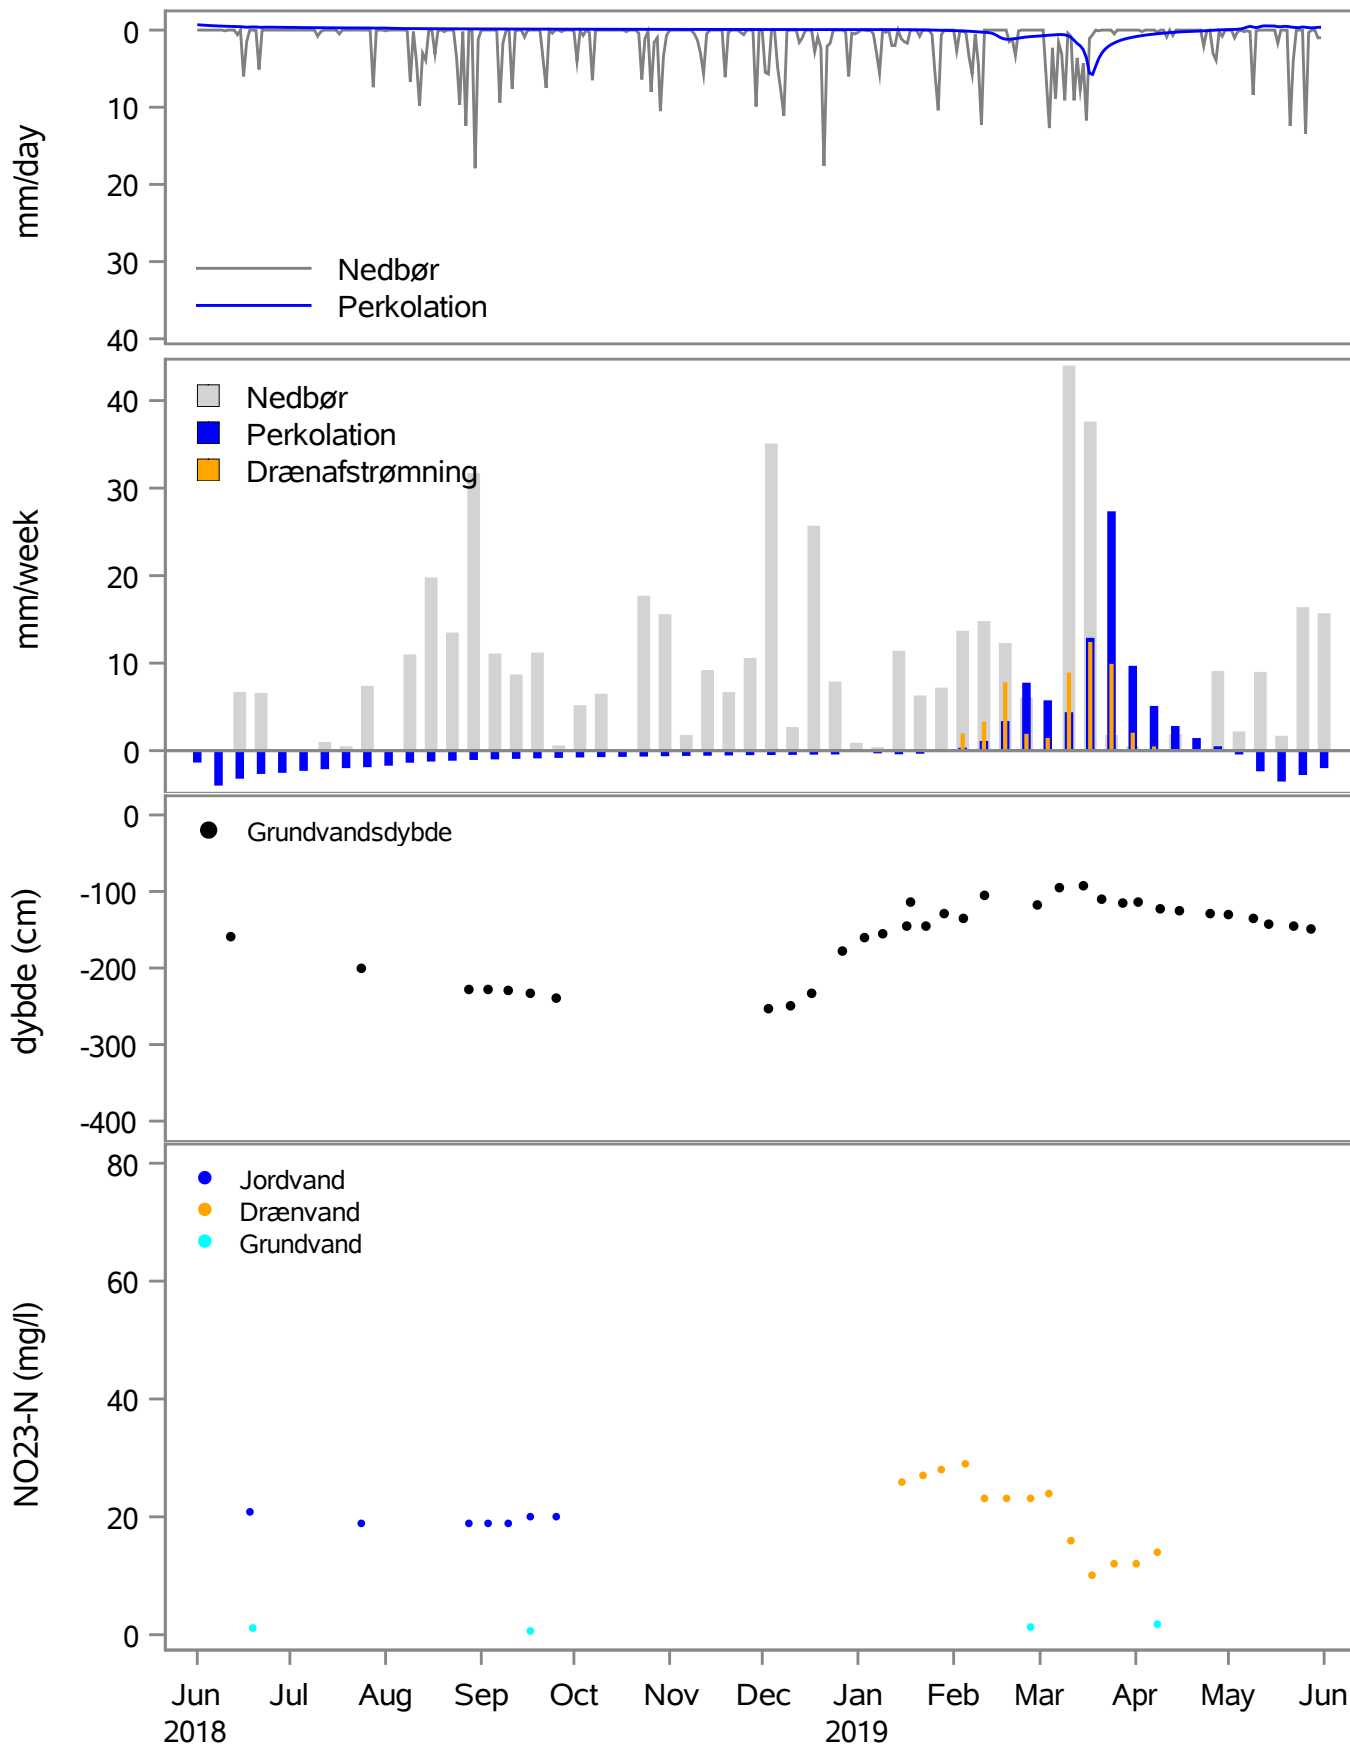 mm/day
0
10
20
30
40
Nedbør
Perkolation
mm/week
40
30
20
10
0
Nedbør
Perkolation
Drænafstrømning
dybde (cm)
0
-100
-200
-300
-400
Grundvandsdybde
NO23-N (mg/l)
80
60
40
20
0
Jordvand
Drænvand
Grundvand
Jun Jul Aug Sep Oct Nov Dec Jan Feb Mar Apr May Jun
2018 2019